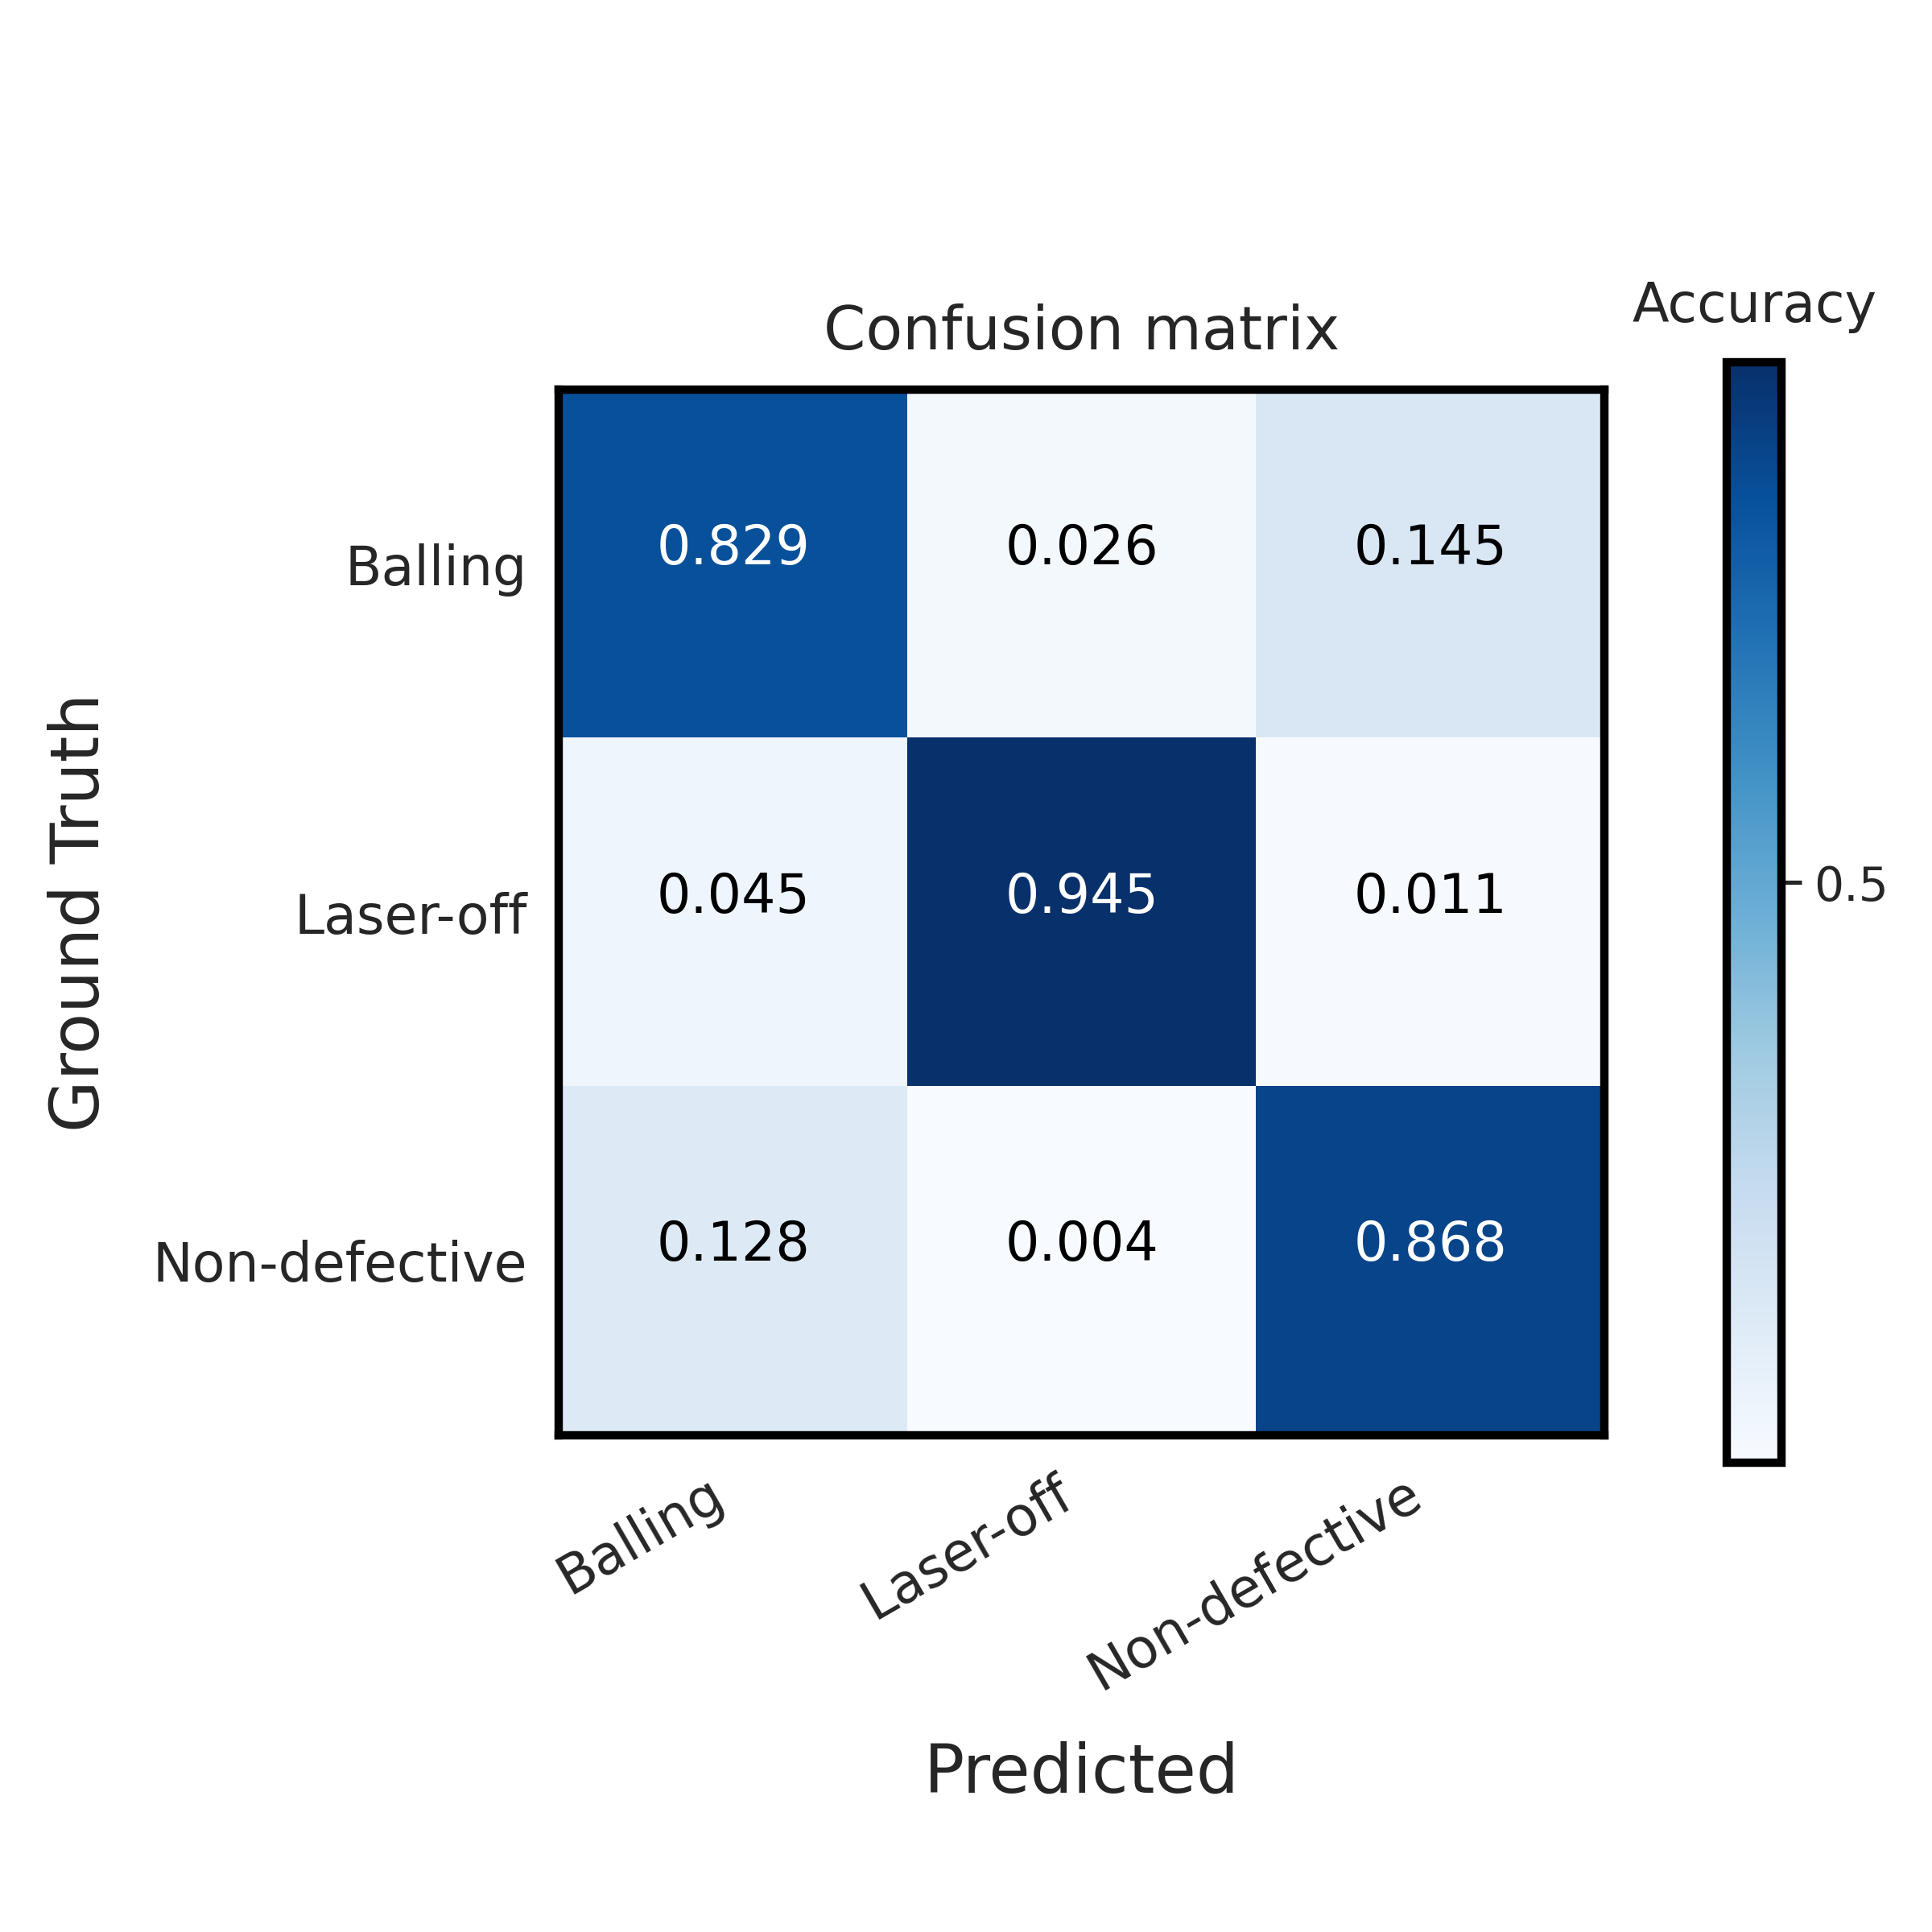 Accuracy
Confusion matrix
Ground Truth
Balling
0.829 0.026 0.145
Laser-off
0.045 0.945 0.011
0.5
Non-defective
0.128 0.004 0.868
Balling
Laser-off
Non-defective
Predicted